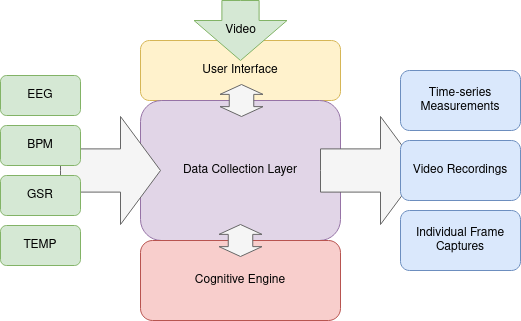 Video
User Interface
EEG
BPM
GSR
TEMP
Data Collection Layer
Cognitive Engine
Time-series
Measurements
Video Recordings
Individual Frame
Captures